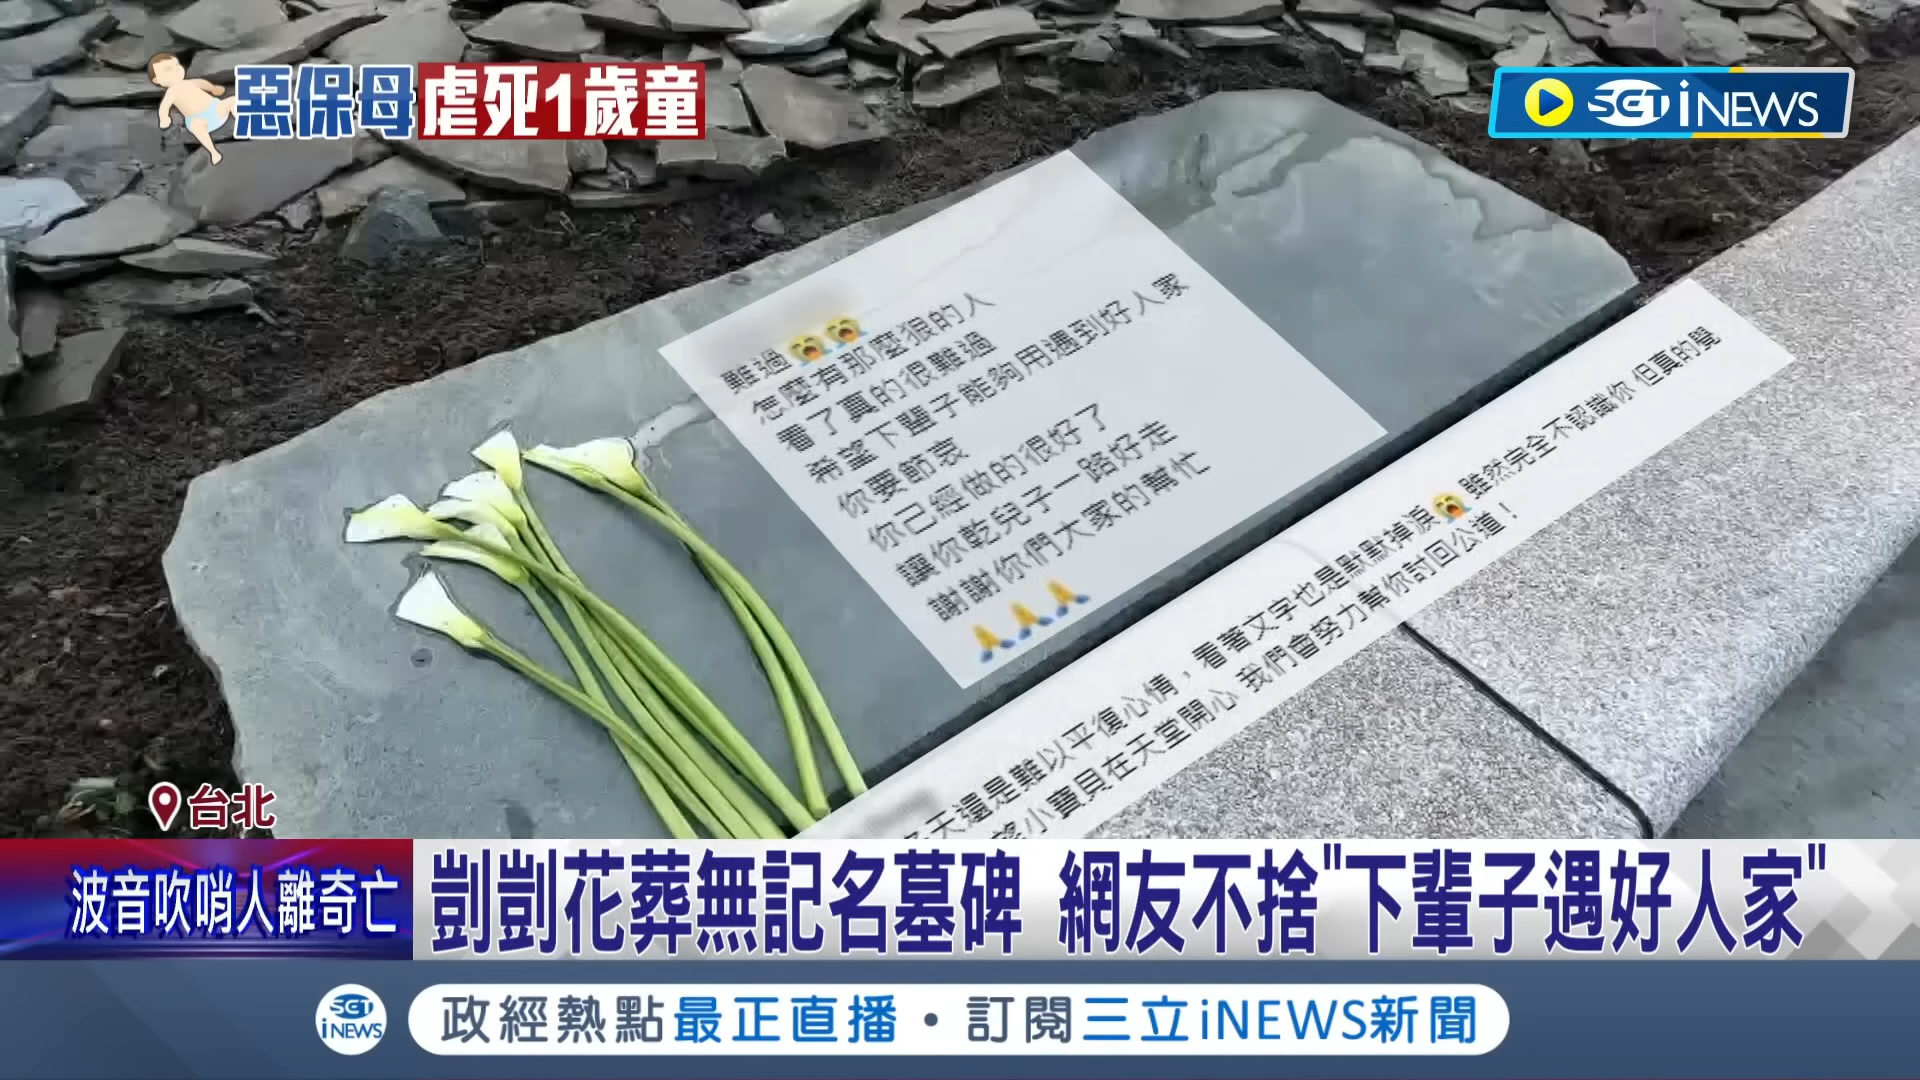 惡保母虐死1歲童
SET iNEWS
難過😭😭
怎麼有那麼狠的人
看了真的很難過
希望下輩子能夠用遇到好人家
你要節哀
你已經做的很好了
讓你乾兒子一路好走
謝謝你們大家的幫忙
🙏🙏🙏
天還是難以平復心情，看著文字也是默默掉淚😭 雖然完全不認識你 但真的覺
小寶貝在天堂開心 我們會努力幫你討回公道！
台北
波音吹哨人離奇亡
剴剴花葬無記名墓碑 網友不捨"下輩子遇好人家"
SET iNEWS
政經熱點最正直播・訂閱三立iNEWS新聞